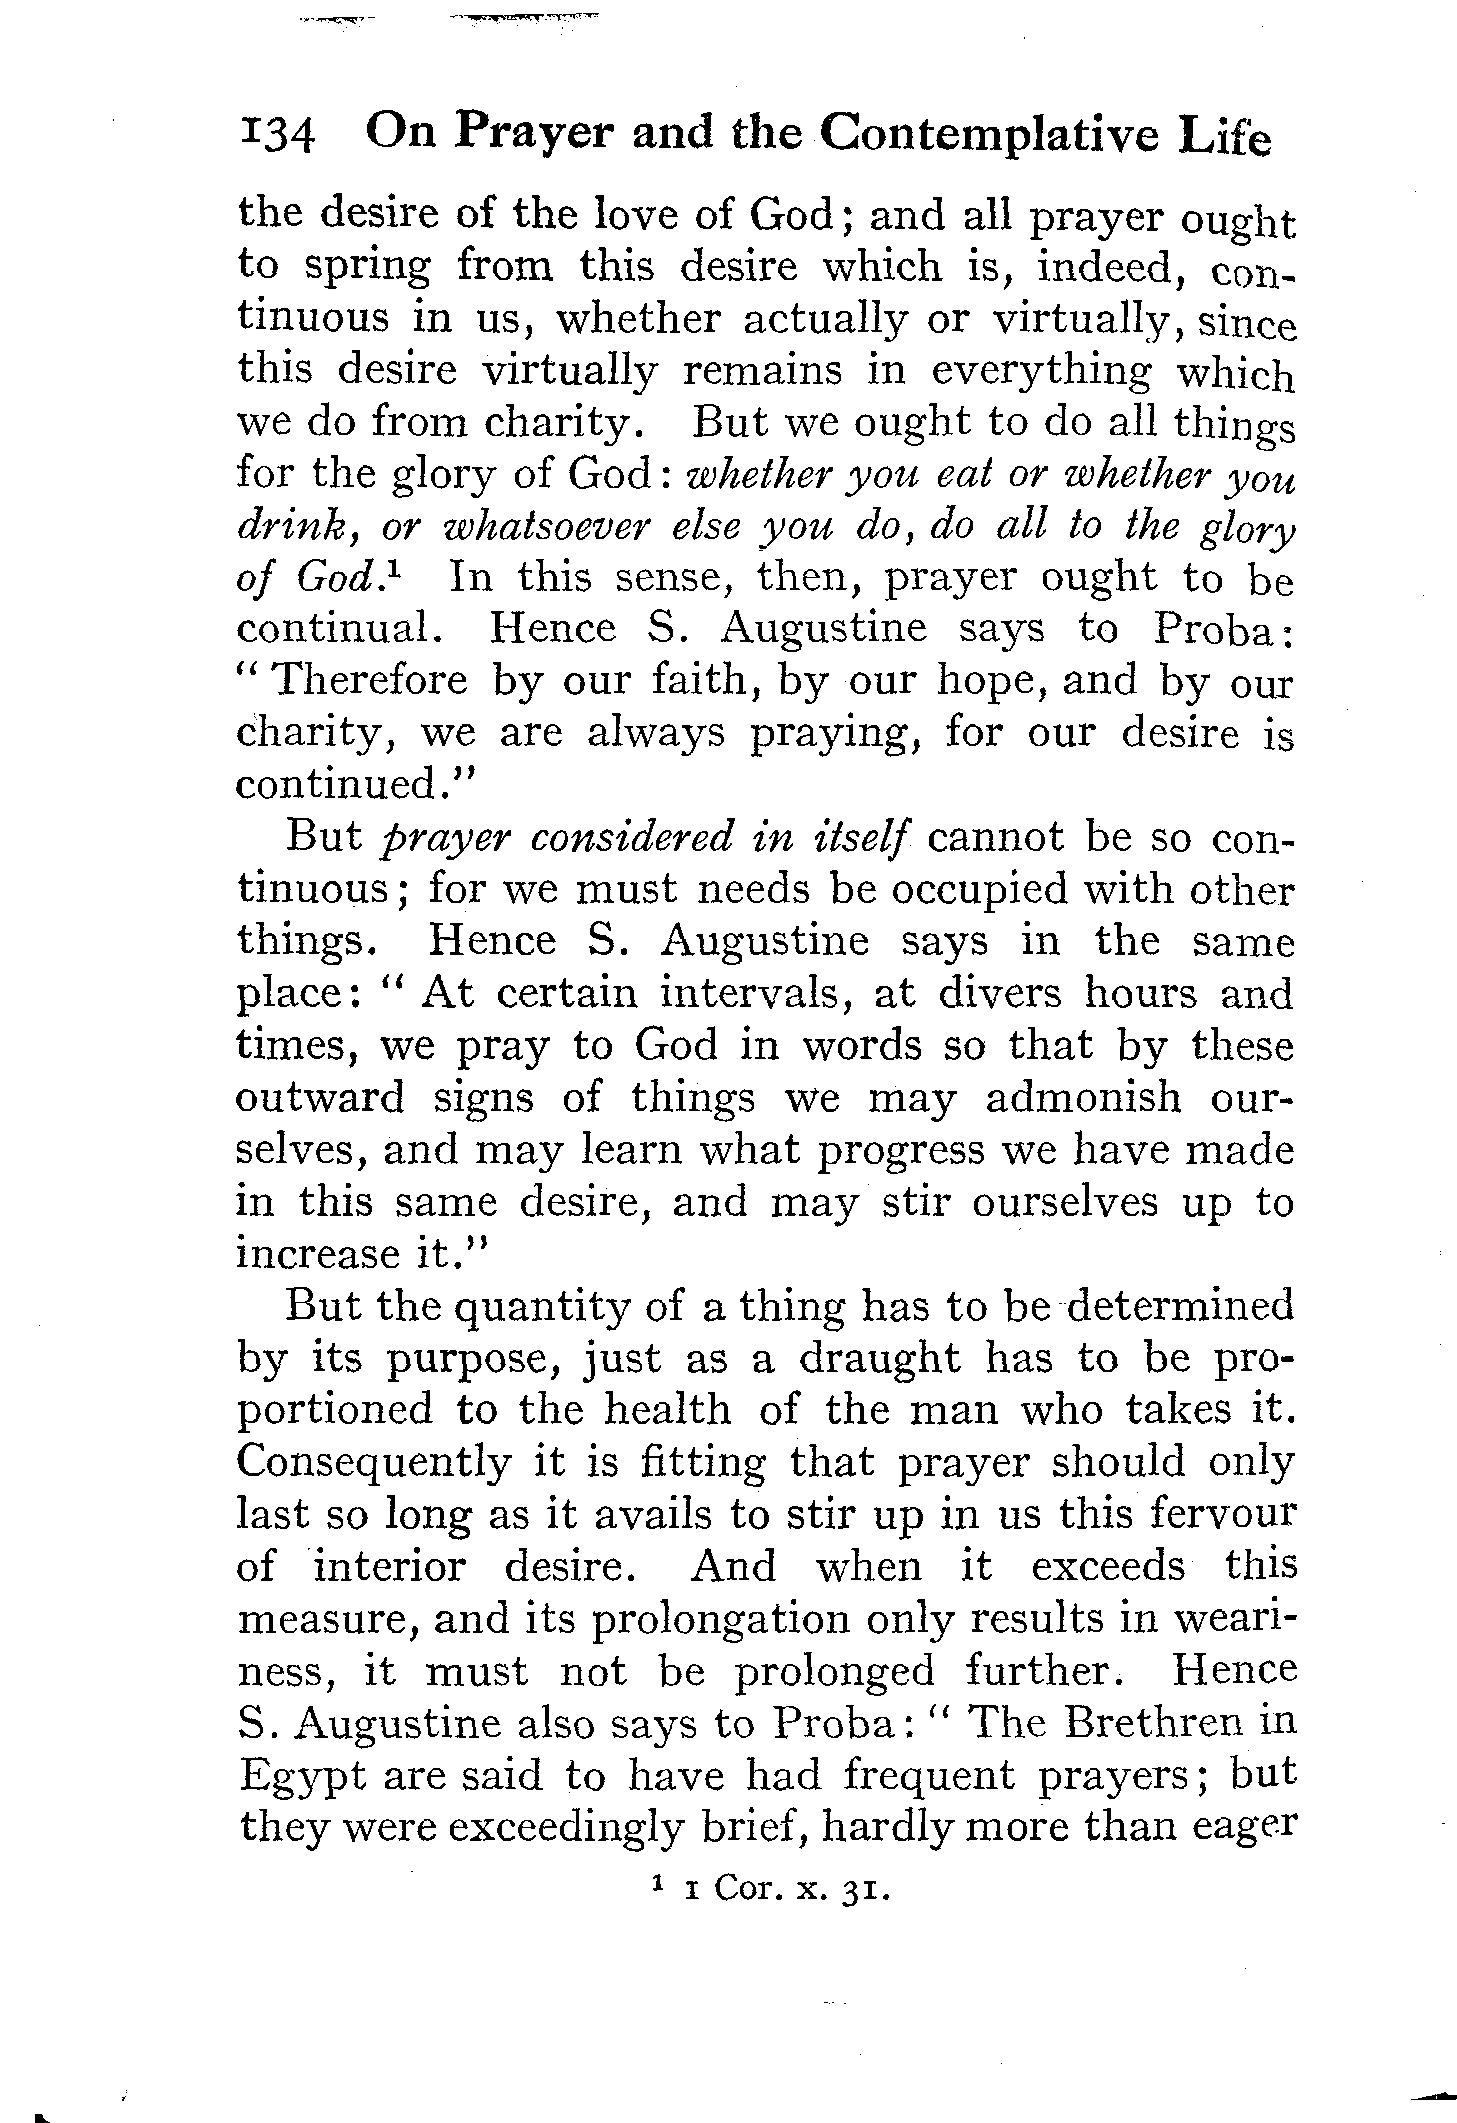 134 On Prayer and the Contemplative Life
the desire of the love of God; and all prayer ought
to spring from this desire which is, indeed, con-
tinuous in us, whether actually or virtually, since
this desire virtually remains in everything which
we do from charity. But we ought to do all things
for the glory of God: whether you eat or whether you
drink, or whatsoever else you do, do all to the glory
of God.¹ In this sense, then, prayer ought to be
continual. Hence S. Augustine says to Proba:
“Therefore by our faith, by our hope, and by our
charity, we are always praying, for our desire is
continued.”
But prayer considered in itself cannot be so con-
tinuous; for we must needs be occupied with other
things. Hence S. Augustine says in the same
place: “At certain intervals, at divers hours and
times, we pray to God in words so that by these
outward signs of things we may admonish our-
selves, and may learn what progress we have made
in this same desire, and may stir ourselves up to
increase it.”
But the quantity of a thing has to be determined
by its purpose, just as a draught has to be pro-
portioned to the health of the man who takes it.
Consequently it is fitting that prayer should only
last so long as it avails to stir up in us this fervour
of interior desire. And when it exceeds this
measure, and its prolongation only results in weari-
ness, it must not be prolonged further. Hence
S. Augustine also says to Proba: “The Brethren in
Egypt are said to have had frequent prayers; but
they were exceedingly brief, hardly more than eager
¹ 1 Cor. x. 31.